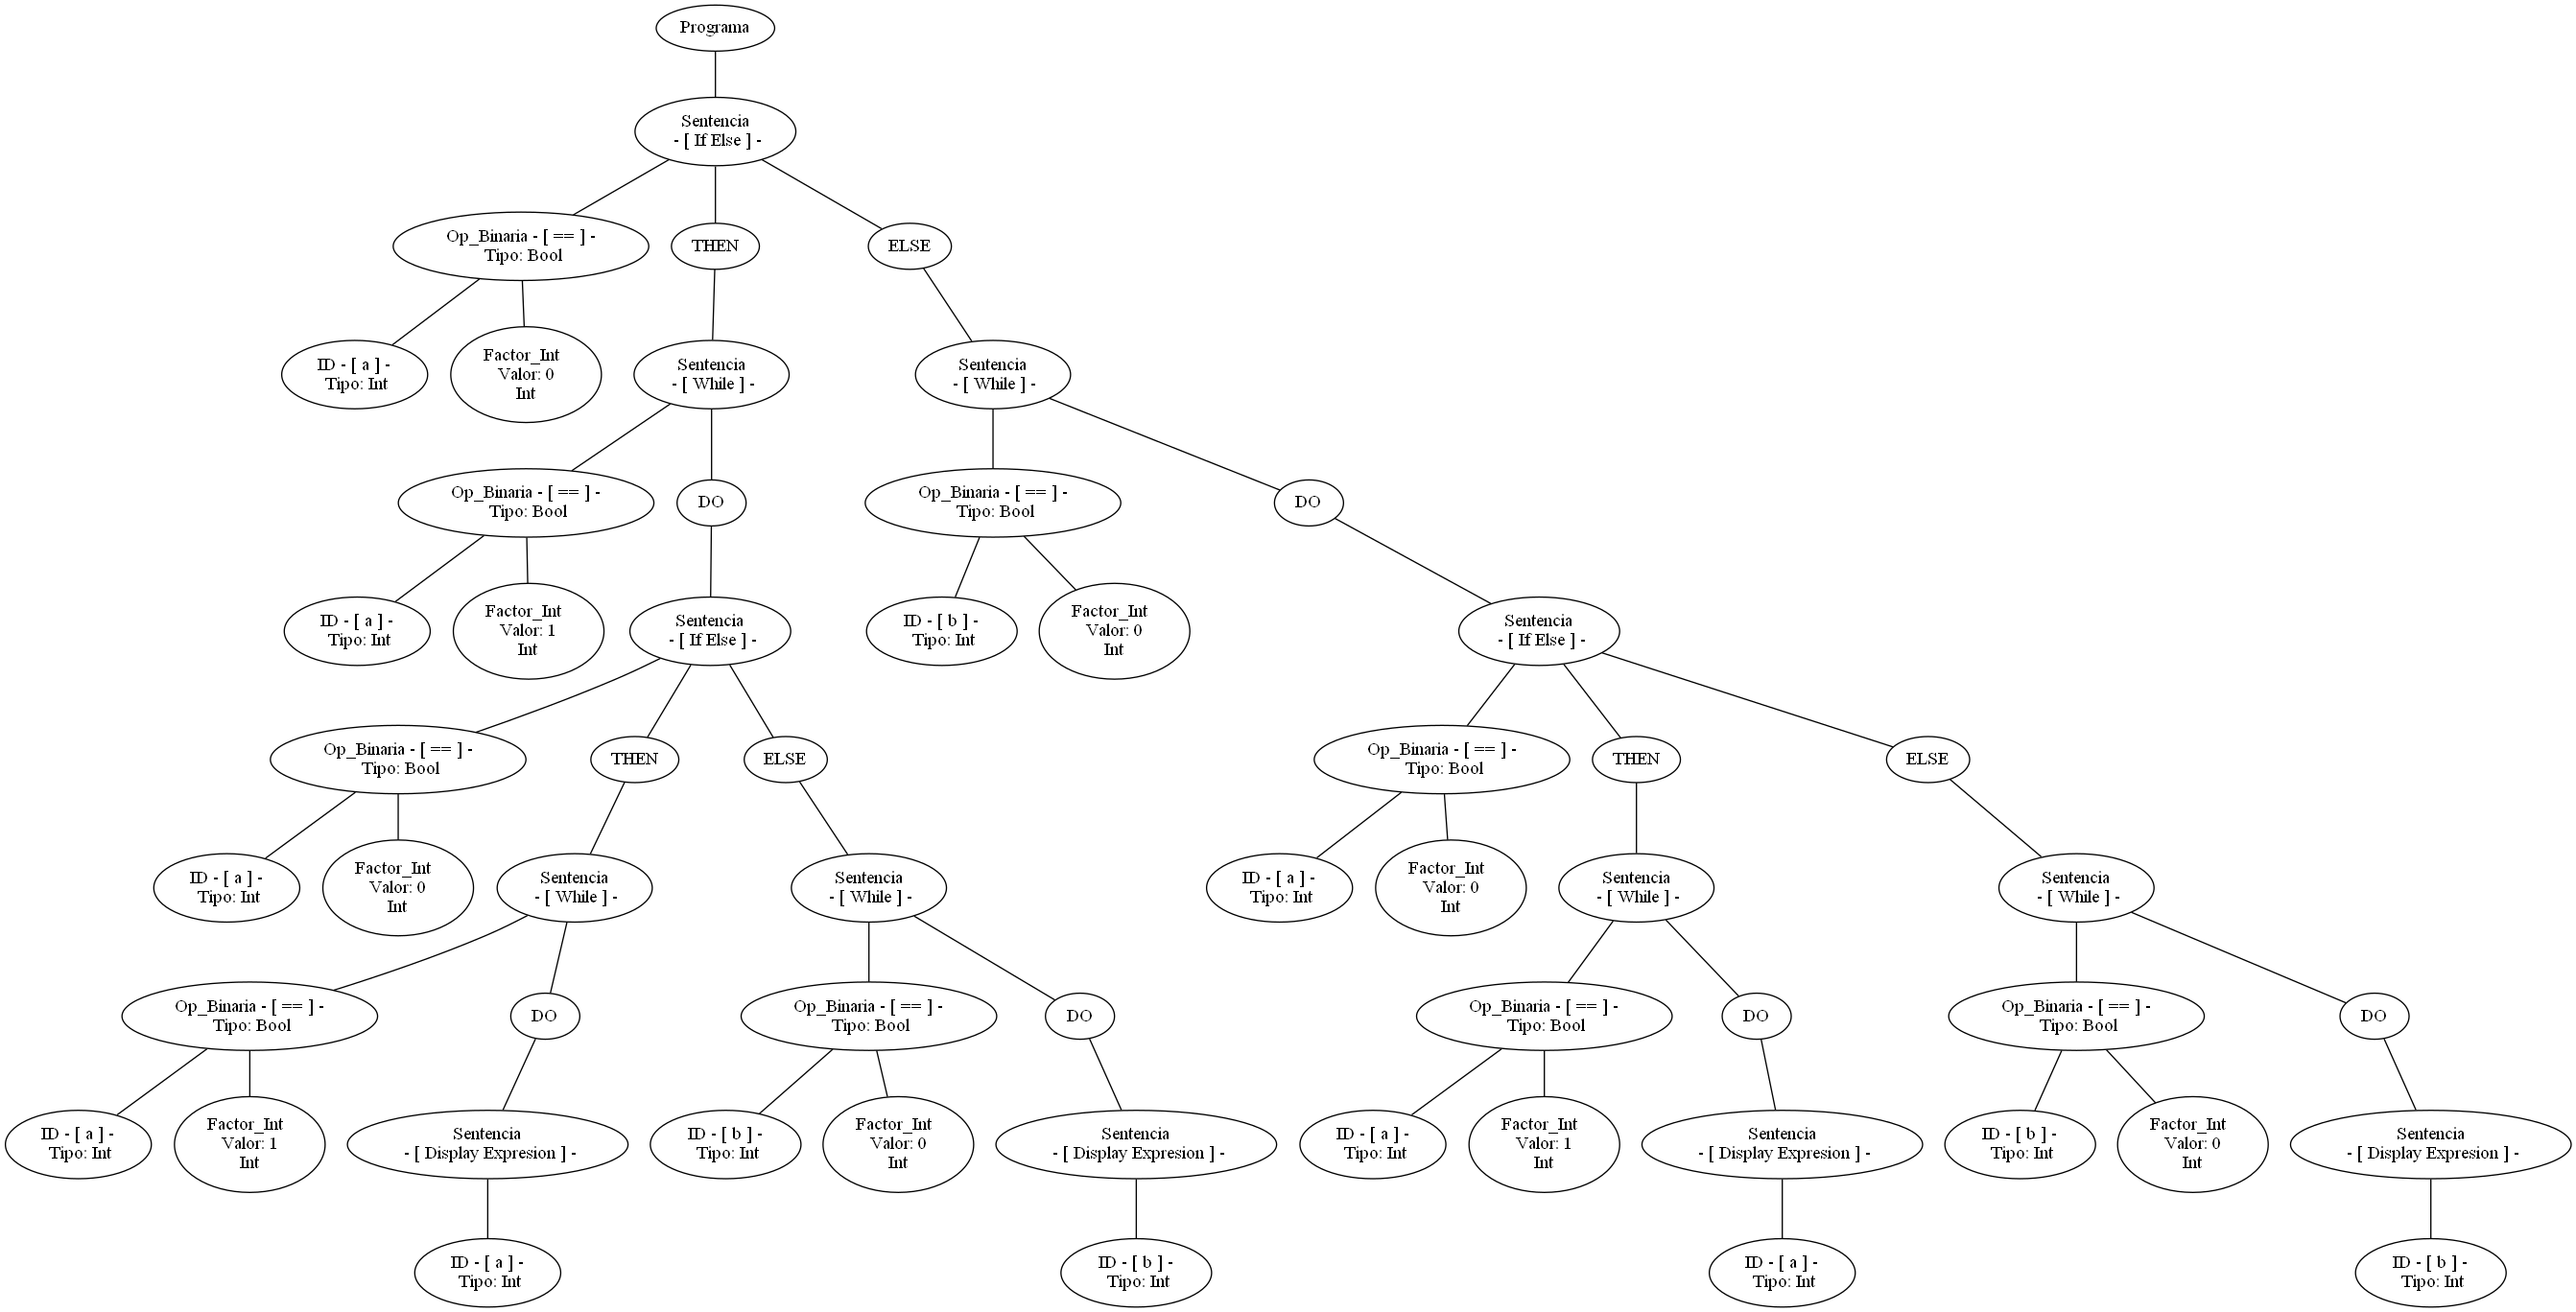 Programa
Sentencia
- [ If Else ] -
Op_Binaria - [ == ] -
Tipo: Bool
THEN
ELSE
ID - [ a ] -
Tipo: Int
Factor_Int
Valor: 0
Int
Sentencia
- [ While ] -
Sentencia
- [ While ] -
Op_Binaria - [ == ] -
Tipo: Bool
DO
Op_Binaria - [ == ] -
Tipo: Bool
DO
ID - [ a ] -
Tipo: Int
Factor_Int
Valor: 1
Int
Sentencia
- [ If Else ] -
ID - [ b ] -
Tipo: Int
Factor_Int
Valor: 0
Int
Sentencia
- [ If Else ] -
Op_Binaria - [ == ] -
Tipo: Bool
THEN
ELSE
Op_Binaria - [ == ] -
Tipo: Bool
THEN
ELSE
ID - [ a ] -
Tipo: Int
Factor_Int
Valor: 0
Int
Sentencia
- [ While ] -
Sentencia
- [ While ] -
ID - [ a ] -
Tipo: Int
Factor_Int
Valor: 0
Int
Sentencia
- [ While ] -
Sentencia
- [ While ] -
Op_Binaria - [ == ] -
Tipo: Bool
DO
Op_Binaria - [ == ] -
Tipo: Bool
DO
Op_Binaria - [ == ] -
Tipo: Bool
DO
Op_Binaria - [ == ] -
Tipo: Bool
DO
ID - [ a ] -
Tipo: Int
Factor_Int
Valor: 1
Int
Sentencia
- [ Display Expresion ] -
ID - [ b ] -
Tipo: Int
Factor_Int
Valor: 0
Int
Sentencia
- [ Display Expresion ] -
ID - [ a ] -
Tipo: Int
Factor_Int
Valor: 1
Int
Sentencia
- [ Display Expresion ] -
ID - [ b ] -
Tipo: Int
Factor_Int
Valor: 0
Int
Sentencia
- [ Display Expresion ] -
ID - [ a ] -
Tipo: Int
ID - [ b ] -
Tipo: Int
ID - [ a ] -
Tipo: Int
ID - [ b ] -
Tipo: Int